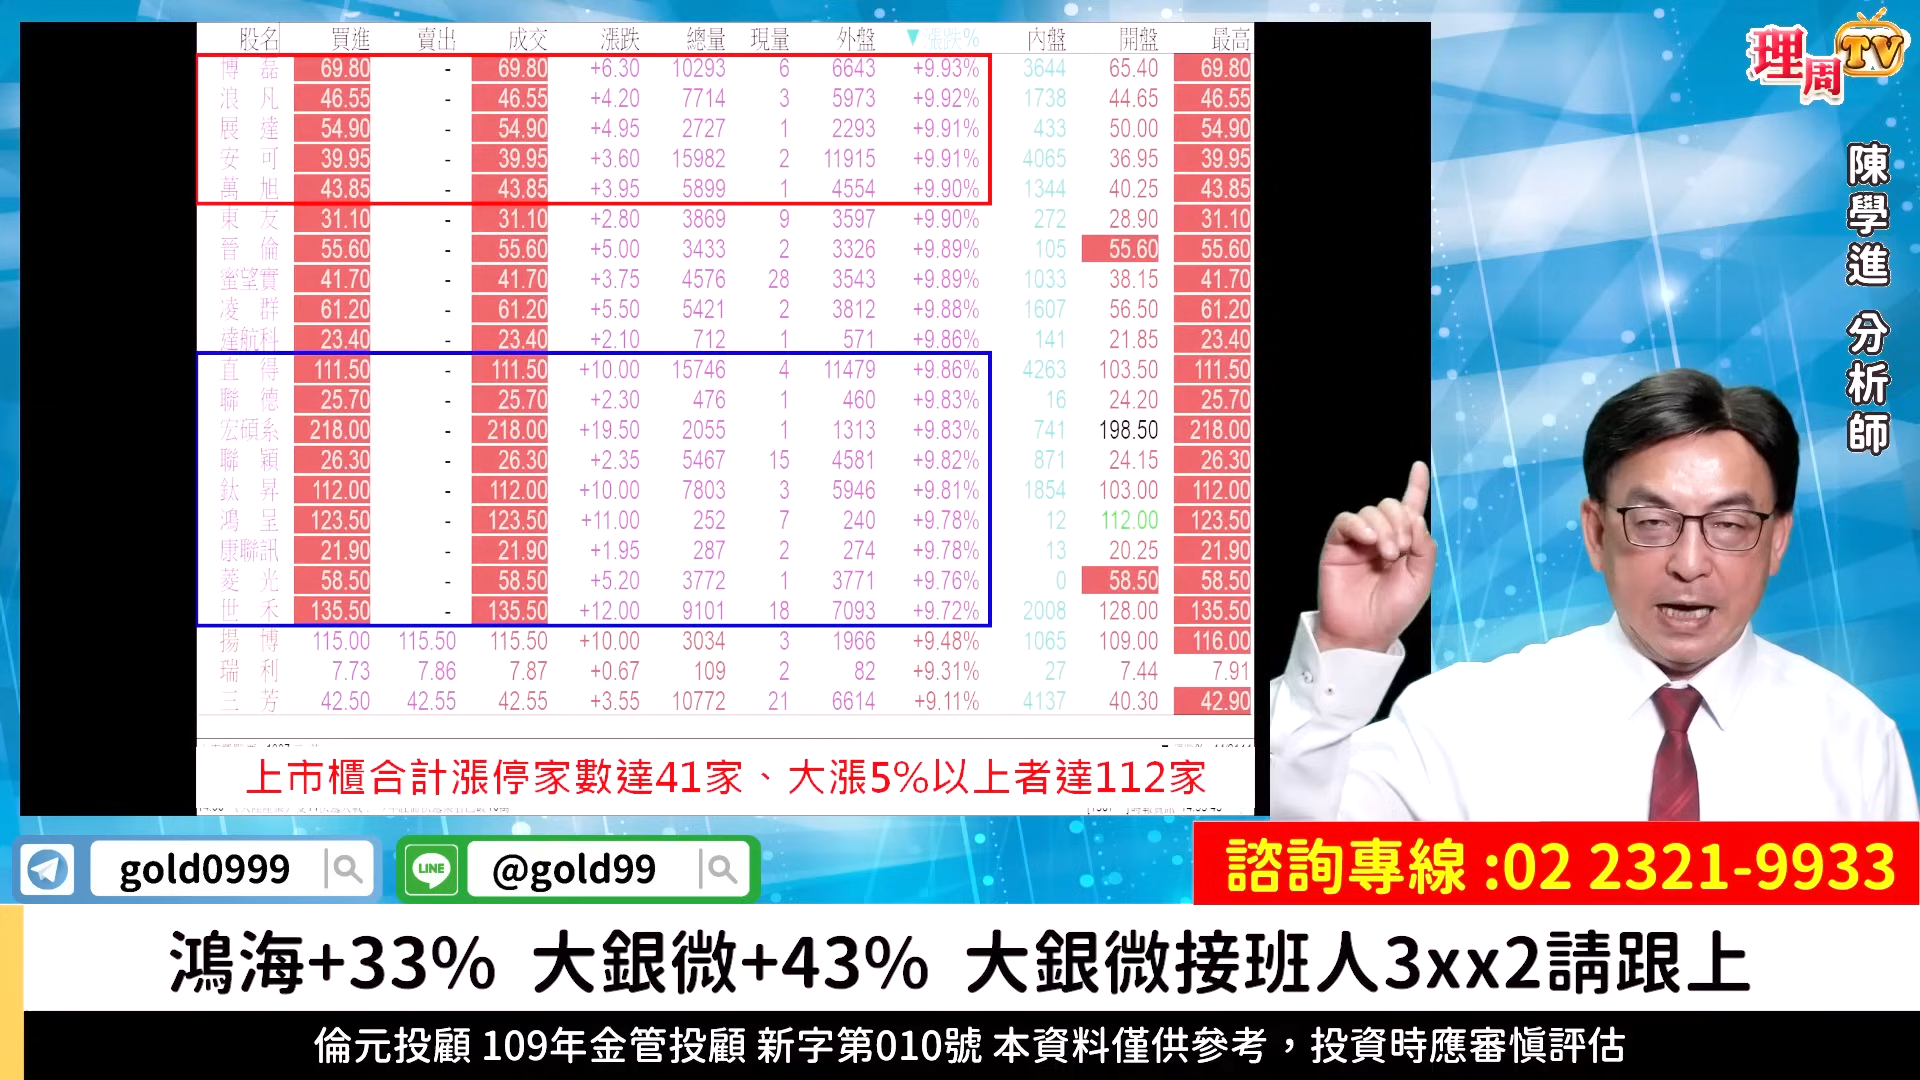 股名 買進 賣出 成交 漲跌 總量 現量 外盤 ▼漲跌% 內盤 開盤 最高
博磊 69.80 - 69.80 +6.30 10293 6 6643 +9.93% 3644 65.40 69.80
浪凡 46.55 - 46.55 +4.20 7714 3 5973 +9.92% 1738 44.65 46.55
展達 54.90 - 54.90 +4.95 2727 1 2293 +9.91% 433 50.00 54.90
安可 39.95 - 39.95 +3.60 15982 2 11915 +9.91% 4065 36.95 39.95
萬旭 43.85 - 43.85 +3.95 5899 1 4554 +9.90% 1344 40.25 43.85
東友 31.10 - 31.10 +2.80 3869 9 3597 +9.90% 272 28.90 31.10
晉倫 55.60 - 55.60 +5.00 3433 2 3326 +9.89% 105 55.60 55.60
蜜望實 41.70 - 41.70 +3.75 4576 28 3543 +9.89% 1033 38.15 41.70
凌群 61.20 - 61.20 +5.50 5421 2 3812 +9.88% 1607 56.50 61.20
達航科 23.40 - 23.40 +2.10 712 1 571 +9.86% 141 21.85 23.40
直得 111.50 - 111.50 +10.00 15746 4 11479 +9.86% 4263 103.50 111.50
聯德 25.70 - 25.70 +2.30 476 1 460 +9.83% 16 24.20 25.70
宏碩系 218.00 - 218.00 +19.50 2055 1 1313 +9.83% 741 198.50 218.00
聯穎 26.30 - 26.30 +2.35 5467 15 4581 +9.82% 871 24.15 26.30
鈦昇 112.00 - 112.00 +10.00 7803 3 5946 +9.81% 1854 103.00 112.00
鴻呈 123.50 - 123.50 +11.00 252 7 240 +9.78% 12 112.00 123.50
康聯訊 21.90 - 21.90 +1.95 287 2 274 +9.78% 13 20.25 21.90
菱光 58.50 - 58.50 +5.20 3772 1 3771 +9.76% 0 58.50 58.50
世禾 135.50 - 135.50 +12.00 9101 18 7093 +9.72% 2008 128.00 135.50
揚博 115.00 115.50 115.50 +10.00 3034 3 1966 +9.48% 1065 109.00 116.00
瑞利 7.73 7.86 7.87 +0.67 109 2 82 +9.31% 27 7.44 7.91
三芳 42.50 42.55 42.55 +3.55 10772 21 6614 +9.11% 4137 40.30 42.90
上市櫃合計漲停家數達41家、大漲5%以上者達112家
理周TV
陳學進 分析師
gold0999
LINE @gold99
諮詢專線 :02 2321-9933
鴻海+33% 大銀微+43% 大銀微接班人3xx2請跟上
倫元投顧 109年金管投顧 新字第010號 本資料僅供參考，投資時應審慎評估